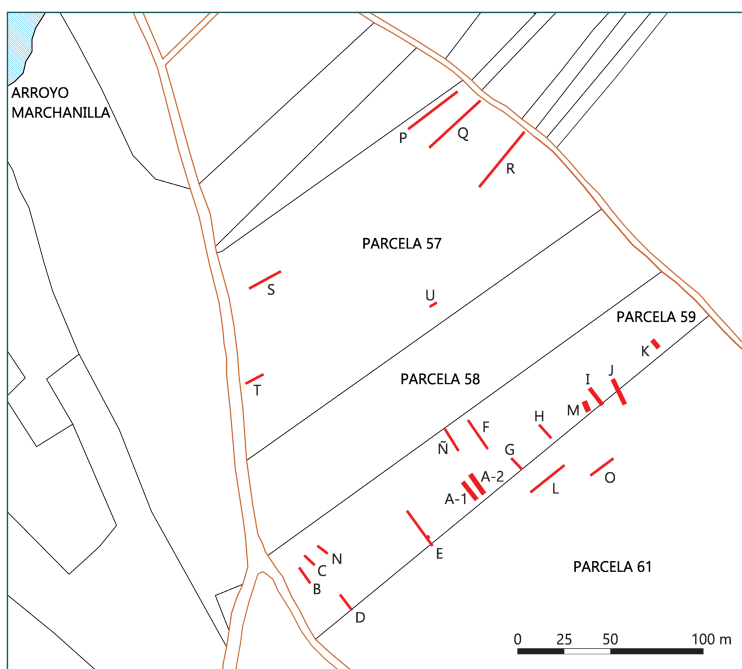 ARROYO
MARCHANILLA
P
Q
R
PARCELA 57
S
U
PARCELA 59
K
T
PARCELA 58
I
J
M
H
F
Ñ
G
A-2
A-1
L
O
E
N
C
B
D
PARCELA 61
0 25 50 100 m